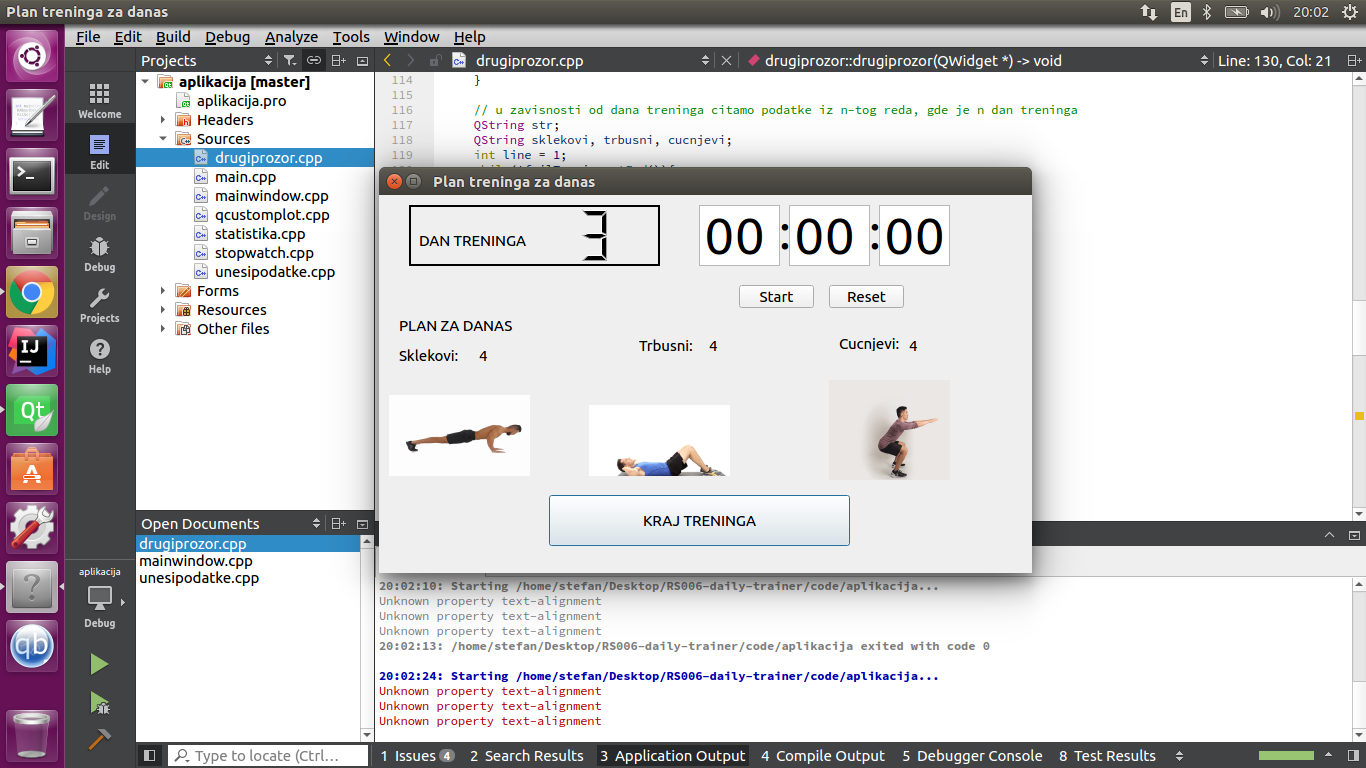 Plan treninga za danas
En
20:02
File Edit Build Debug Analyze Tools Window Help
Projects
drugiprozor.cpp
drugiprozor::drugiprozor(QWidget *) -> void
Line: 130, Col: 21
Welcome
Edit
Design
Debug
Projects
Help
aplikacija [master]
aplikacija.pro
Headers
Sources
drugiprozor.cpp
main.cpp
mainwindow.cpp
qcustomplot.cpp
statistika.cpp
stopwatch.cpp
unesipodatke.cpp
Forms
Resources
Other files
114 }
115
116 // u zavisnosti od dana treninga citamo podatke iz n-tog reda, gde je n dan treninga
117 QString str;
118 QString sklekovi, trbusni, cucnjevi;
119 int line = 1;
Plan treninga za danas
DAN TRENINGA 3
00:00:00
Start Reset
PLAN ZA DANAS
Sklekovi: 4
Trbusni: 4
Cucnjevi: 4
KRAJ TRENINGA
Open Documents
drugiprozor.cpp
mainwindow.cpp
unesipodatke.cpp
aplikacija
Debug
20:02:10: Starting /home/stefan/Desktop/RS006-daily-trainer/code/aplikacija...
Unknown property text-alignment
Unknown property text-alignment
Unknown property text-alignment
20:02:13: /home/stefan/Desktop/RS006-daily-trainer/code/aplikacija exited with code 0
20:02:24: Starting /home/stefan/Desktop/RS006-daily-trainer/code/aplikacija...
Unknown property text-alignment
Unknown property text-alignment
Unknown property text-alignment
Type to locate (Ctrl...
1 Issues 4 2 Search Results 3 Application Output 4 Compile Output 5 Debugger Console 8 Test Results
IJ
Qt
qb